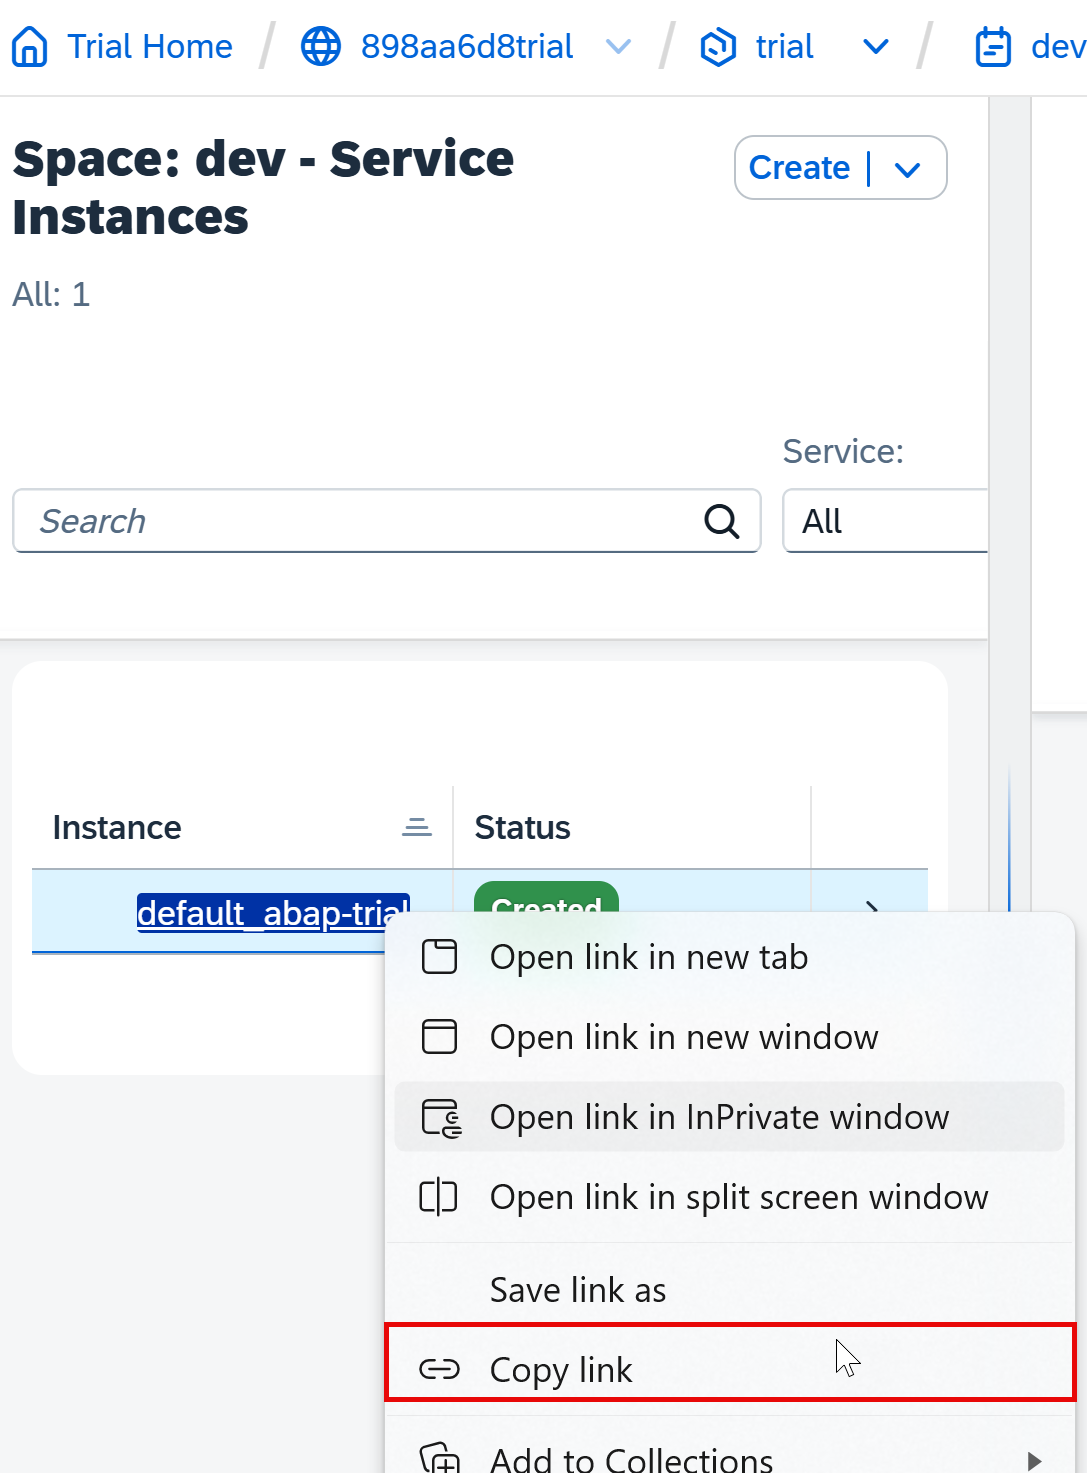 Trial Home / 898aa6d8trial / trial / dev
Space: dev - Service
Instances
Create
All: 1
Service:
Search
All
Instance Status
default_abap-trial Created
Open link in new tab
Open link in new window
Open link in InPrivate window
Open link in split screen window
Save link as
Copy link
Add to Collections